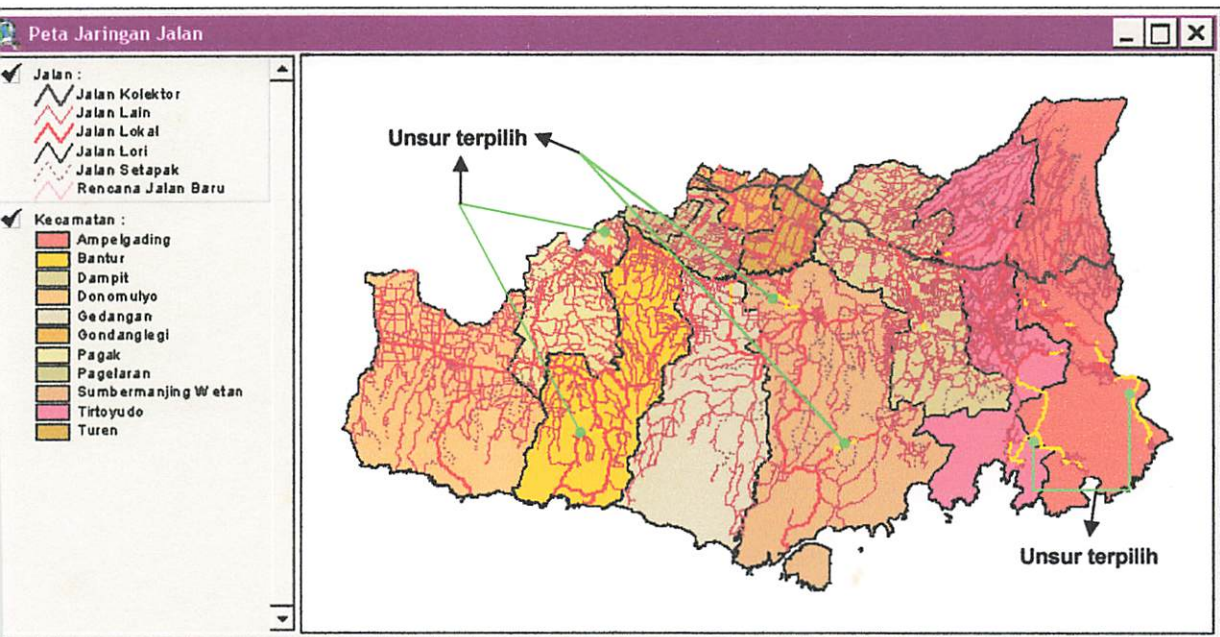 Peta Jaringan Jalan
Jalan :
Jalan Kolektor
Jalan Lain
Jalan Lokal
Jalan Lori
Jalan Setapak
Rencana Jalan Baru
Kecamatan :
Ampelgading
Bantur
Dampit
Donomulyo
Gedangan
Gondanglegi
Pagak
Pagelaran
Sumbermanjing Wetan
Tirtoyudo
Turen
Unsur terpilih
Unsur terpilih